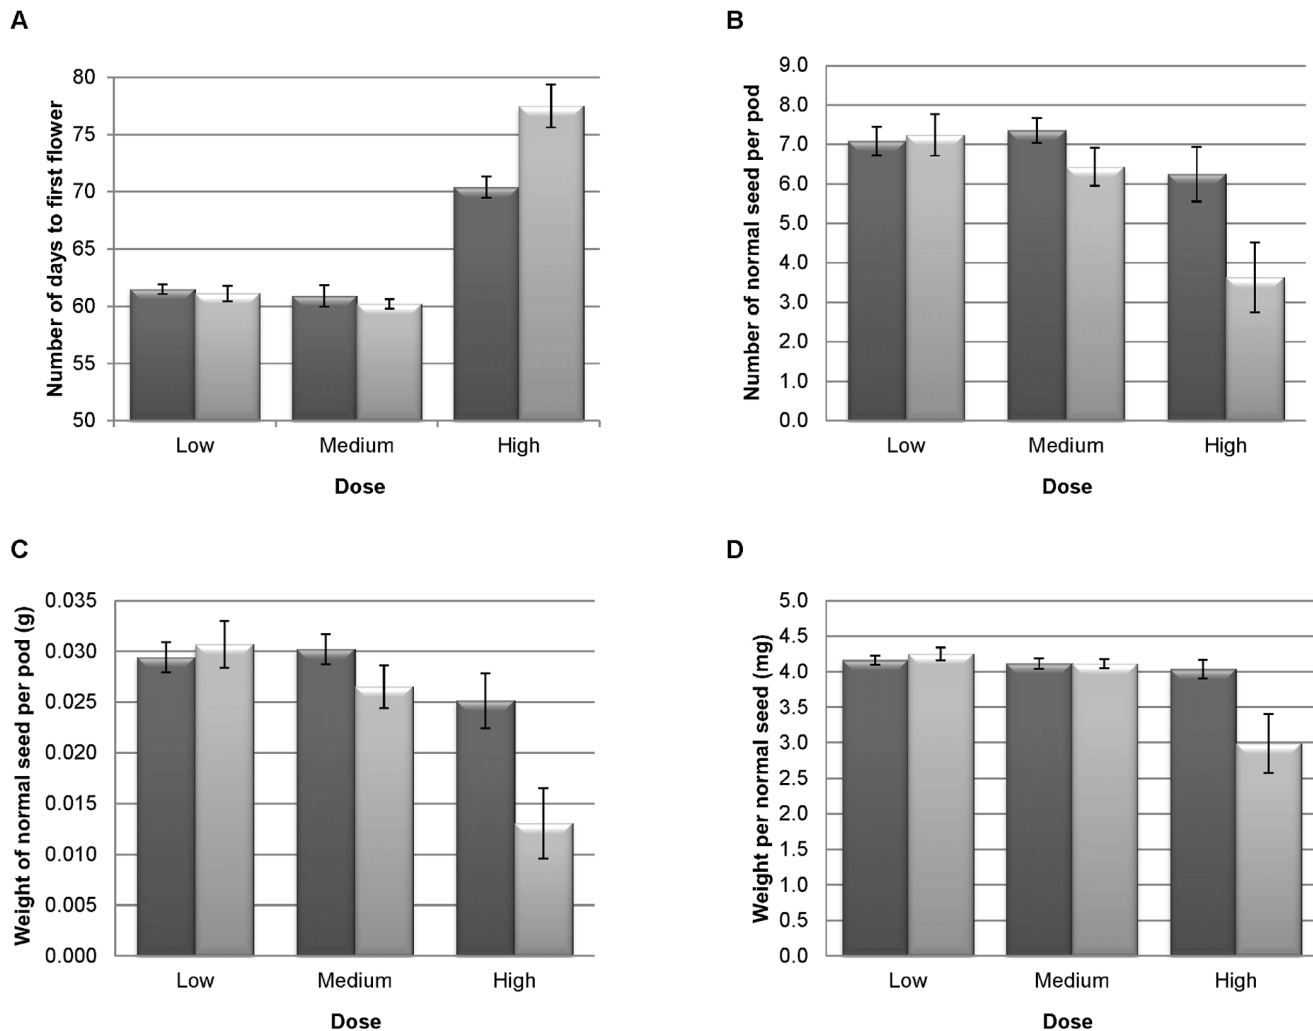 A
Number of days to first flower
80
75
70
65
60
55
50
Low Medium High
Dose
B
Number of normal seed per pod
9.0
8.0
7.0
6.0
5.0
4.0
3.0
2.0
1.0
0.0
Low Medium High
Dose
C
Weight of normal seed per pod (g)
0.035
0.030
0.025
0.020
0.015
0.010
0.005
0.000
Low Medium High
Dose
D
Weight per normal seed (mg)
5.0
4.5
4.0
3.5
3.0
2.5
2.0
1.5
1.0
0.5
0.0
Low Medium High
Dose